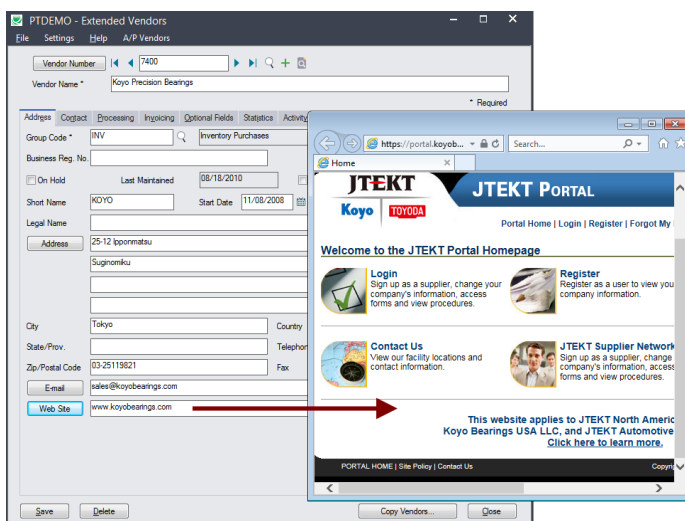 PTDEMO - Extended Vendors
File Settings Help A/P Vendors
Vendor Number 7400
Vendor Name * Koyo Precision Bearings
* Required
Address Contact Processing Invoicing Optional Fields Statistics Activity
Group Code * INV Inventory Purchases
Business Reg. No.
On Hold Last Maintained 08/18/2010
Short Name KOYO Start Date 11/08/2008
Legal Name
Address 25-12 Ipponmatsu
Suginomiku
City Tokyo Country
State/Prov. Telephon
Zip/Postal Code 03-25119821 Fax
E-mail sales@koyobearings.com
Web Site www.koyobearings.com
Save Delete Copy Vendors... Close
https://portal.koyob... Search...
Home
JTEKT
JTEKT PORTAL
Koyo TOYODA
Portal Home | Login | Register | Forgot My
Welcome to the JTEKT Portal Homepage
Login
Sign up as a supplier, change your
company's information, access
forms and view procedures.
Register
Register as a user to view you
company information.
Contact Us
View our facility locations and
contact information.
JTEKT Supplier Network
Sign up as a supplier, change
company's information, access
forms and view procedures.
This website applies to JTEKT North Americ
Koyo Bearings USA LLC, and JTEKT Automotive
Click here to learn more.
PORTAL HOME | Site Policy | Contact Us Copyri